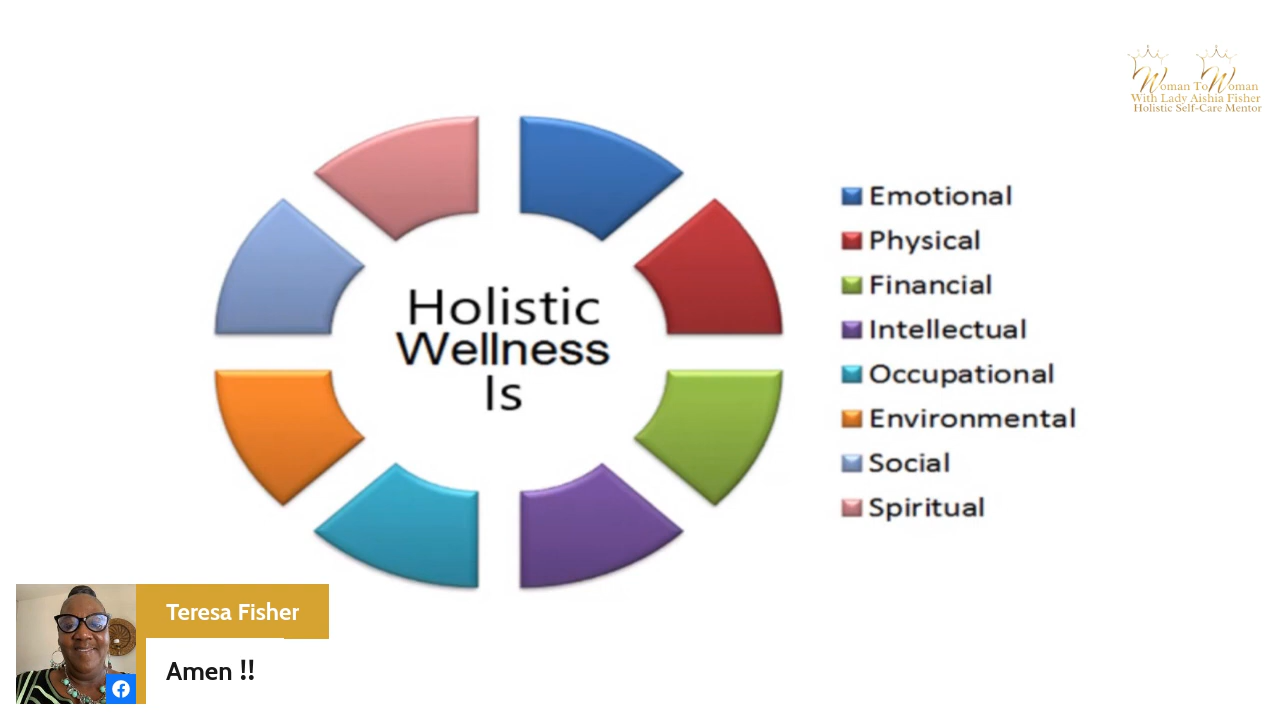 Woman To Woman
With Lady Aishia Fisher
Holistic Self-Care Mentor
Holistic
Wellness
Is
Emotional
Physical
Financial
Intellectual
Occupational
Environmental
Social
Spiritual
Teresa Fisher
Amen !!